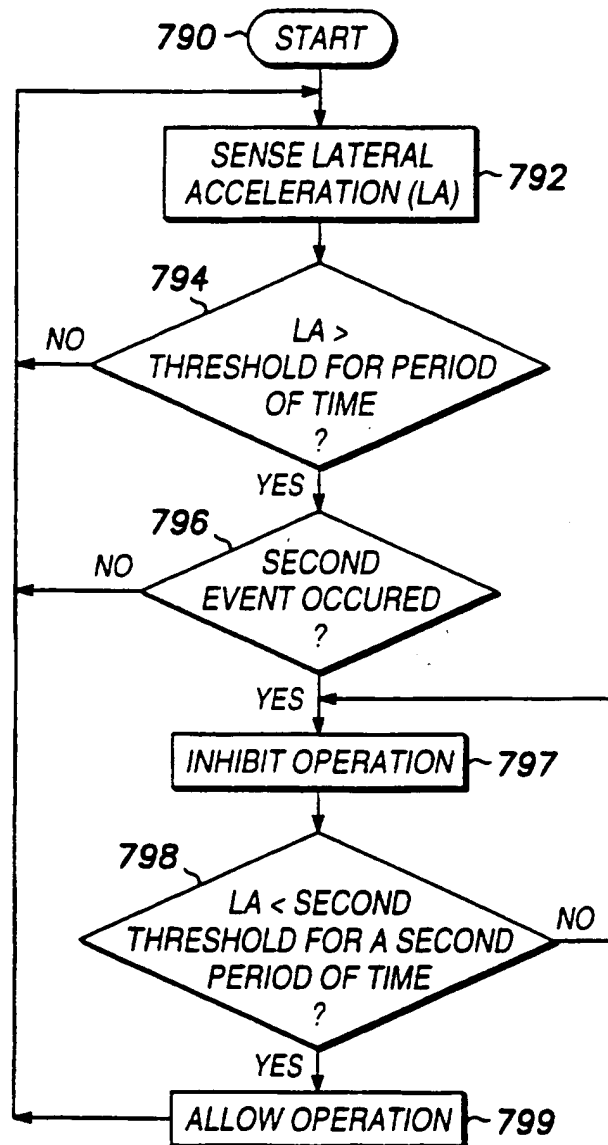 790
START
SENSE LATERAL
ACCELERATION (LA)
792
794
NO
LA >
THRESHOLD FOR PERIOD
OF TIME
?
YES
796
NO
SECOND
EVENT OCCURED
?
YES
INHIBIT OPERATION
797
798
LA < SECOND
THRESHOLD FOR A SECOND
PERIOD OF TIME
?
NO
YES
ALLOW OPERATION
799